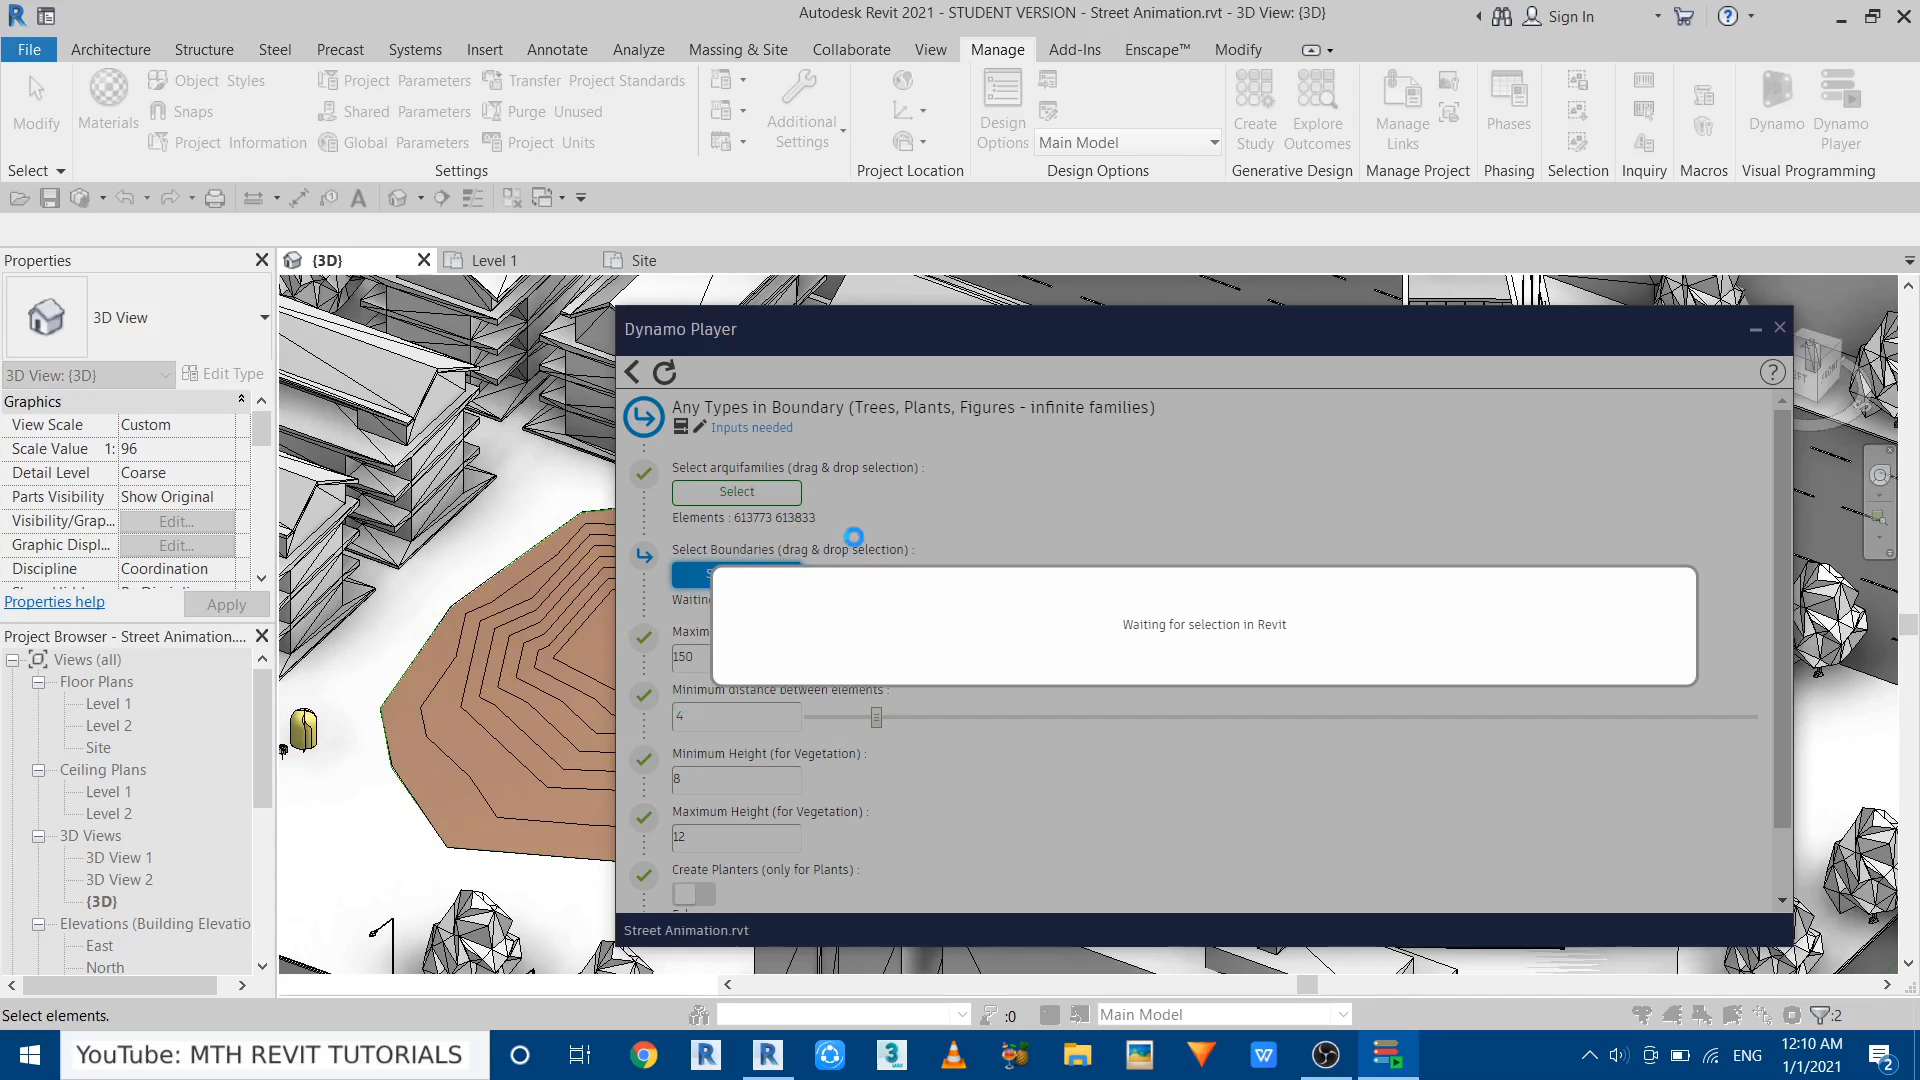 Autodesk Revit 2021 - STUDENT VERSION - Street Animation.rvt - 3D View: {3D}
Sign In
File Architecture Structure Steel Precast Systems Insert Annotate Analyze Massing & Site Collaborate View Manage Add-Ins Enscape™ Modify
Modify
Materials
Object Styles
Snaps
Project Information
Project Parameters
Shared Parameters
Global Parameters
Transfer Project Standards
Purge Unused
Project Units
Additional Settings
Design Options
Main Model
Create Study
Explore Outcomes
Manage Links
Phases
Dynamo
Dynamo Player
Select Settings Project Location Design Options Generative Design Manage Project Phasing Selection Inquiry Macros Visual Programming
Properties
{3D}
Level 1
Site
3D View
3D View: {3D}
Edit Type
Graphics
View Scale Custom
Scale Value 1: 96
Detail Level Coarse
Parts Visibility Show Original
Visibility/Grap... Edit...
Graphic Displ... Edit...
Discipline Coordination
Properties help
Apply
Project Browser - Street Animation....
Views (all)
Floor Plans
Level 1
Level 2
Site
Ceiling Plans
Level 1
Level 2
3D Views
3D View 1
3D View 2
{3D}
Elevations (Building Elevatio
East
North
Dynamo Player
Any Types in Boundary (Trees, Plants, Figures - infinite families)
Inputs needed
Select arquifamilies (drag & drop selection) :
Select
Elements : 613773 613833
Select Boundaries (drag & drop selection) :
S
Waitin
Waiting for selection in Revit
Maxim
150
Minimum distance between elements :
4
Minimum Height (for Vegetation) :
8
Maximum Height (for Vegetation) :
12
Create Planters (only for Plants) :
Street Animation.rvt
FRONT
Select elements.
:0
Main Model
:2
YouTube: MTH REVIT TUTORIALS
ENG
12:10 AM
1/1/2021
2